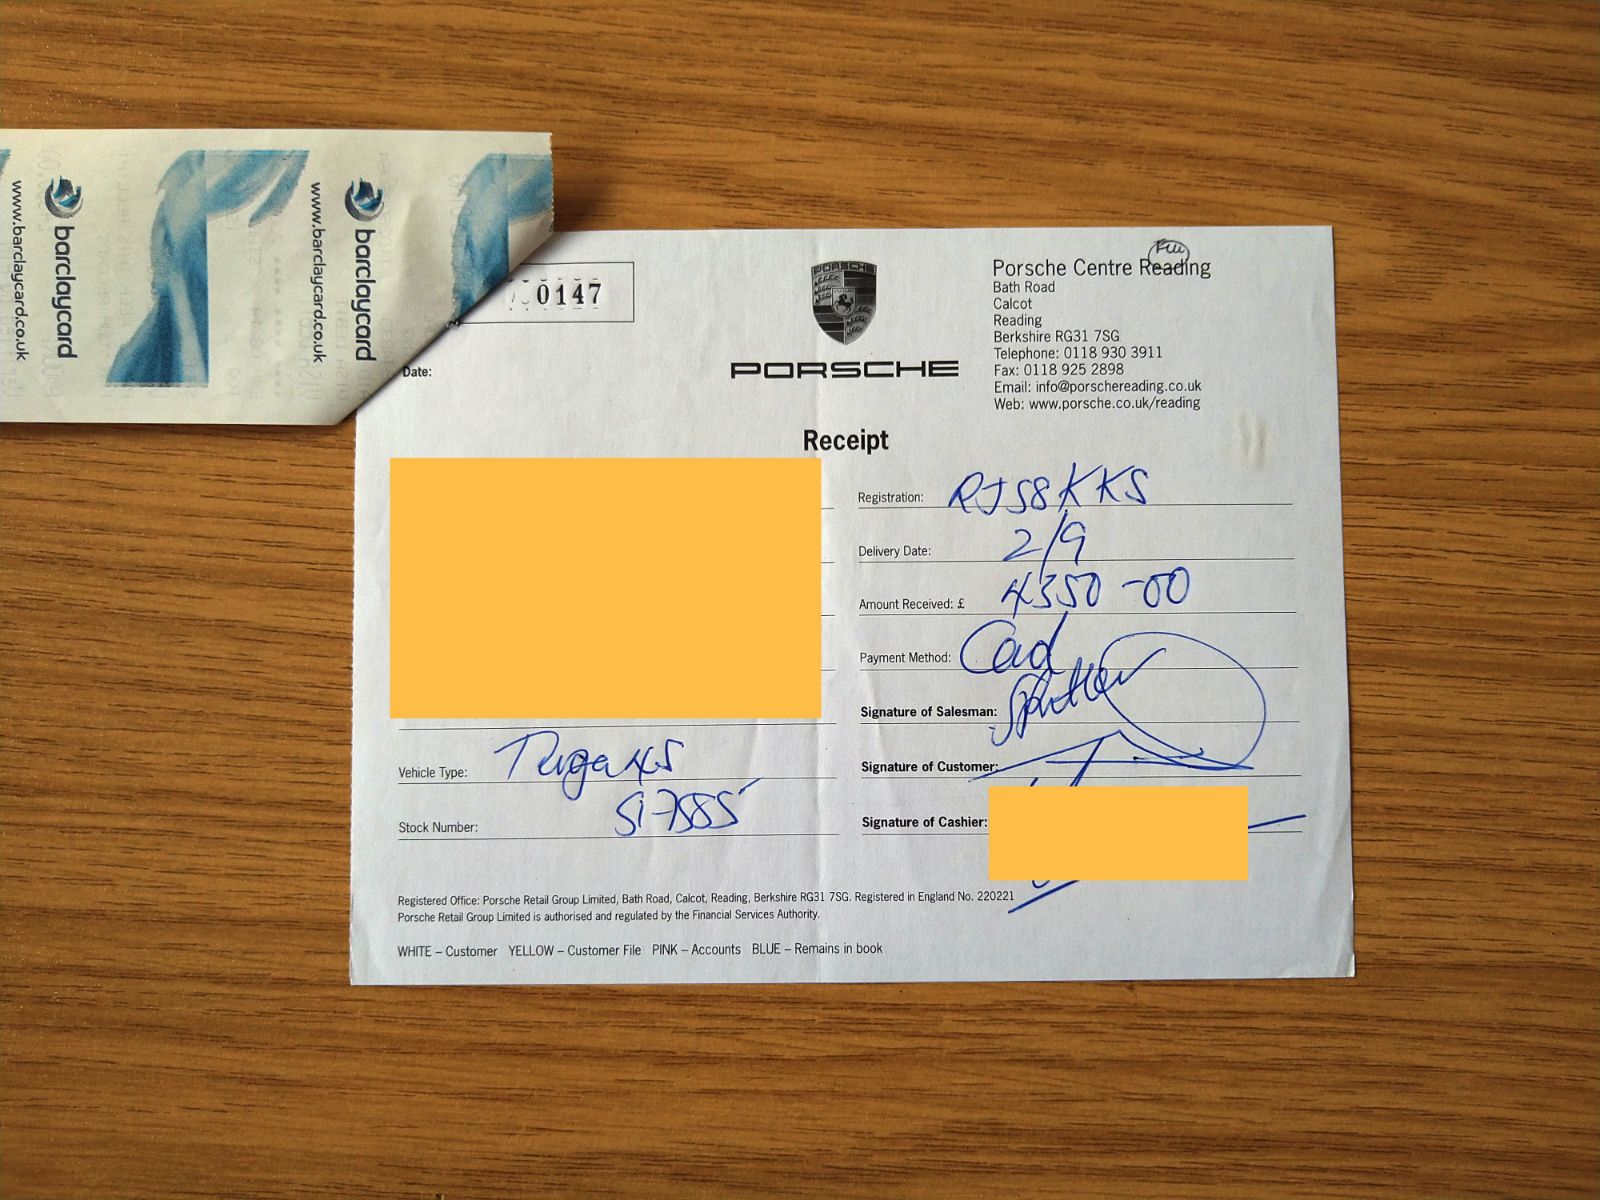 www.barclaycard.co.uk
barclaycard
www.barclaycard.co.uk
barclaycard
0147
Date:
PORSCHE
PORSCHE
Porsche Centre Reading
Bath Road
Calcot
Reading
Berkshire RG31 7SG
Telephone: 0118 930 3911
Fax: 0118 925 2898
Email: info@porschereading.co.uk
Web: www.porsche.co.uk/reading
Receipt
Registration: RJ58KKS
Delivery Date: 2/9
Amount Received: £ 4350-00
Payment Method: Card
Signature of Salesman:
Signature of Customer:
Signature of Cashier:
Vehicle Type: Targa 4S
Stock Number: 517585
Registered Office: Porsche Retail Group Limited, Bath Road, Calcot, Reading, Berkshire RG31 7SG. Registered in England No. 220221
Porsche Retail Group Limited is authorised and regulated by the Financial Services Authority.
WHITE – Customer YELLOW – Customer File PINK – Accounts BLUE – Remains in book